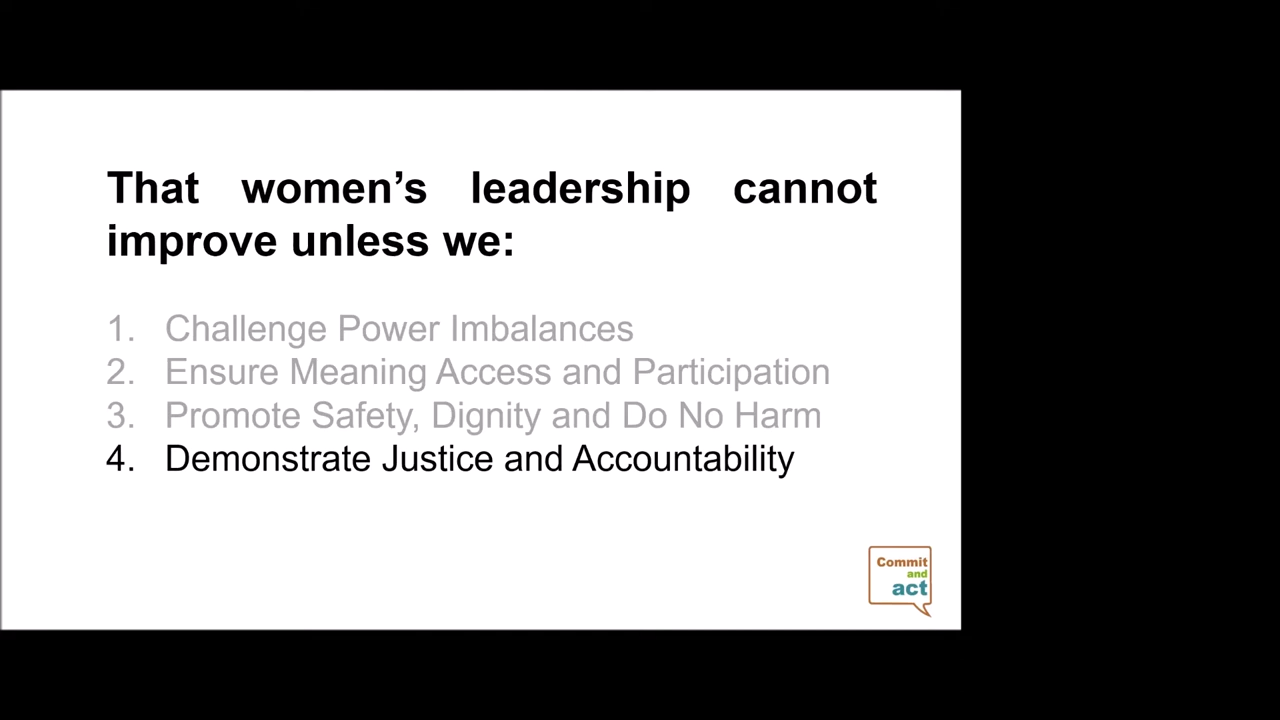 That women’s leadership cannot
improve unless we:
1. Challenge Power Imbalances
2. Ensure Meaning Access and Participation
3. Promote Safety, Dignity and Do No Harm
4. Demonstrate Justice and Accountability
Commit
and
act